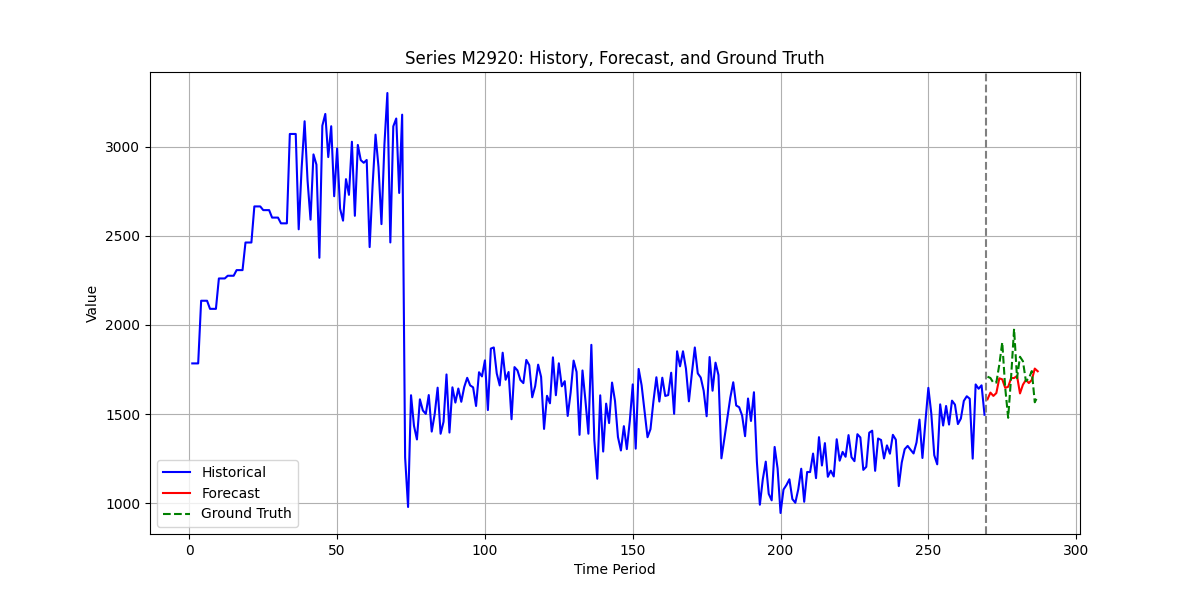 Series M2920: History, Forecast, and Ground Truth
Value
3000
2500
2000
1500
1000
Historical
Forecast
Ground Truth
0 50 100 150 200 250 300
Time Period